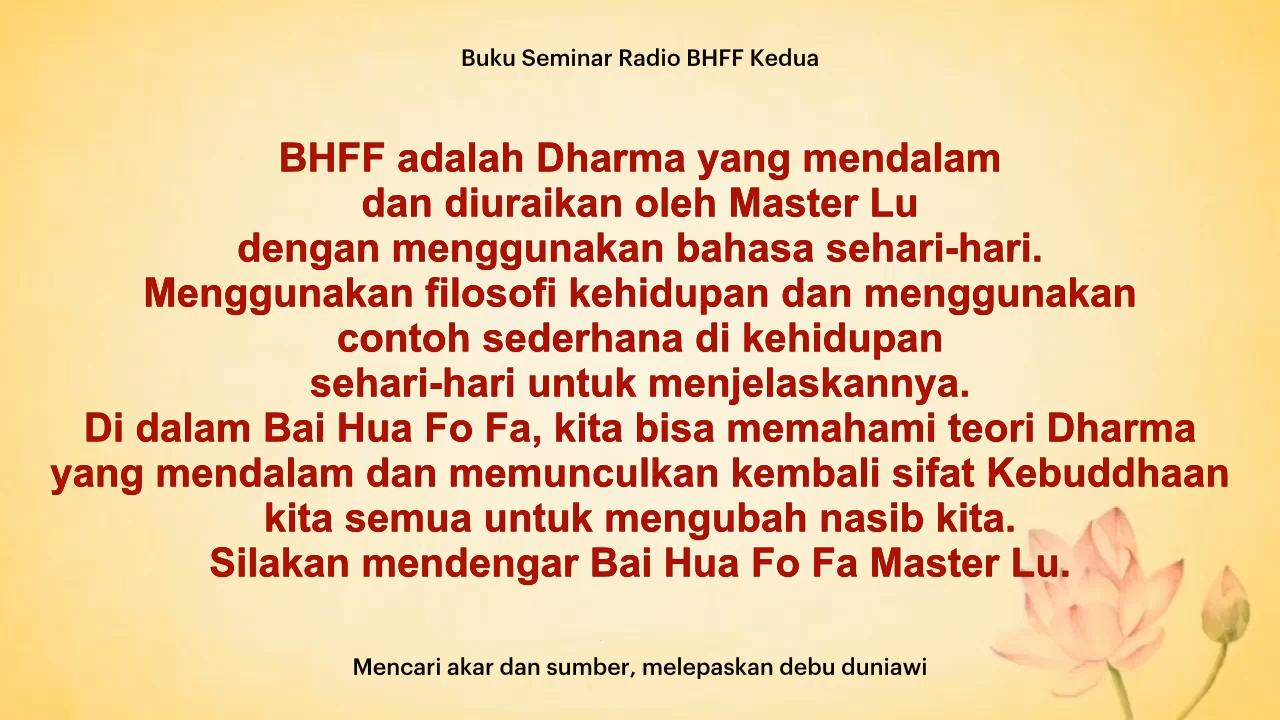 Buku Seminar Radio BHFF Kedua
BHFF adalah Dharma yang mendalam
dan diuraikan oleh Master Lu
dengan menggunakan bahasa sehari-hari.
Menggunakan filosofi kehidupan dan menggunakan
contoh sederhana di kehidupan
sehari-hari untuk menjelaskannya.
Di dalam Bai Hua Fo Fa, kita bisa memahami teori Dharma
yang mendalam dan memunculkan kembali sifat Kebuddhaan
kita semua untuk mengubah nasib kita.
Silakan mendengar Bai Hua Fo Fa Master Lu.
Mencari akar dan sumber, melepaskan debu duniawi